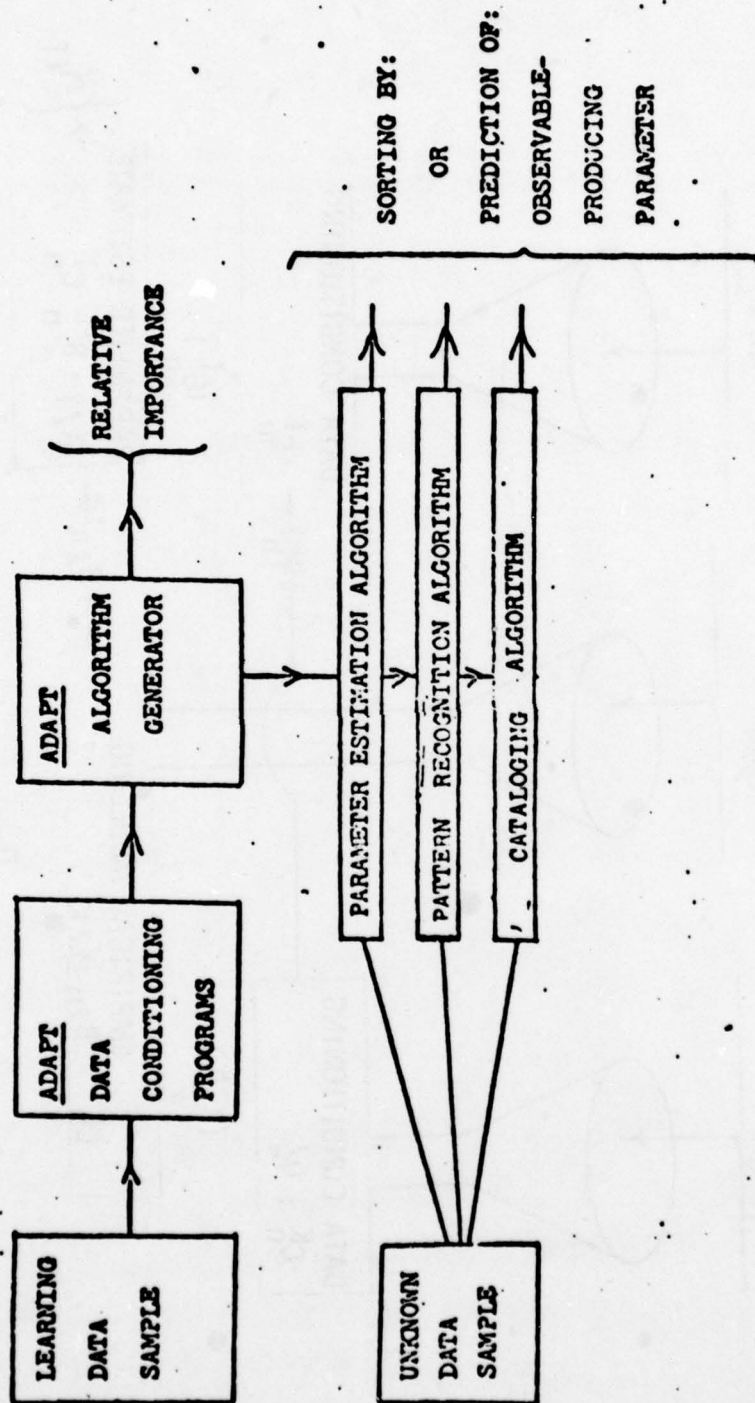 LEARNING
DATA
SAMPLE
ADAPT
DATA
CONDITIONING
PROGRAMS
ADAPT
ALGORITHM
GENERATOR
RELATIVE
IMPORTANCE
UNKNOWN
DATA
SAMPLE
PARAMETER ESTIMATION ALGORITHM
PATTERN RECOGNITION ALGORITHM
CATALOGING ALGORITHM
SORTING BY:
OR
PREDICTION OF:
OBSERVABLE-
PRODUCING
PARAMETER